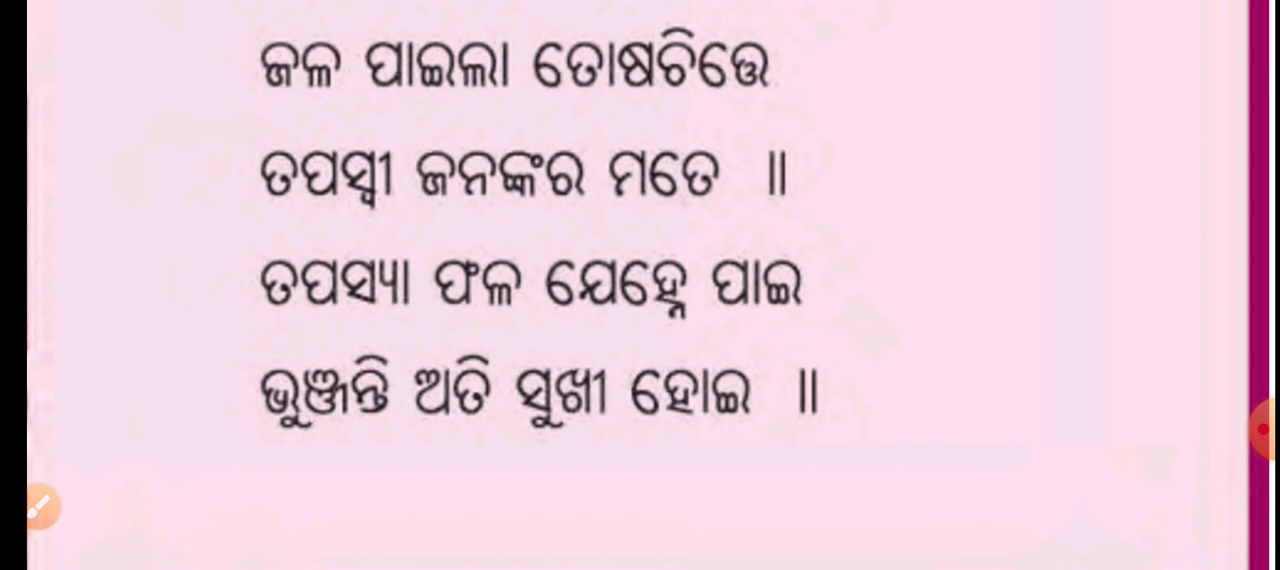 ଜଳ ପାଇଲା ତୋଷଚିତ୍ତେ
ତପସ୍ୱୀ ଜନଙ୍କର ମତେ ॥
ତପସ୍ୟା ଫଳ ଯେହ୍ନେ ପାଇ
ଭୁଞ୍ଜନ୍ତି ଅତି ସୁଖୀ ହୋଇ ॥